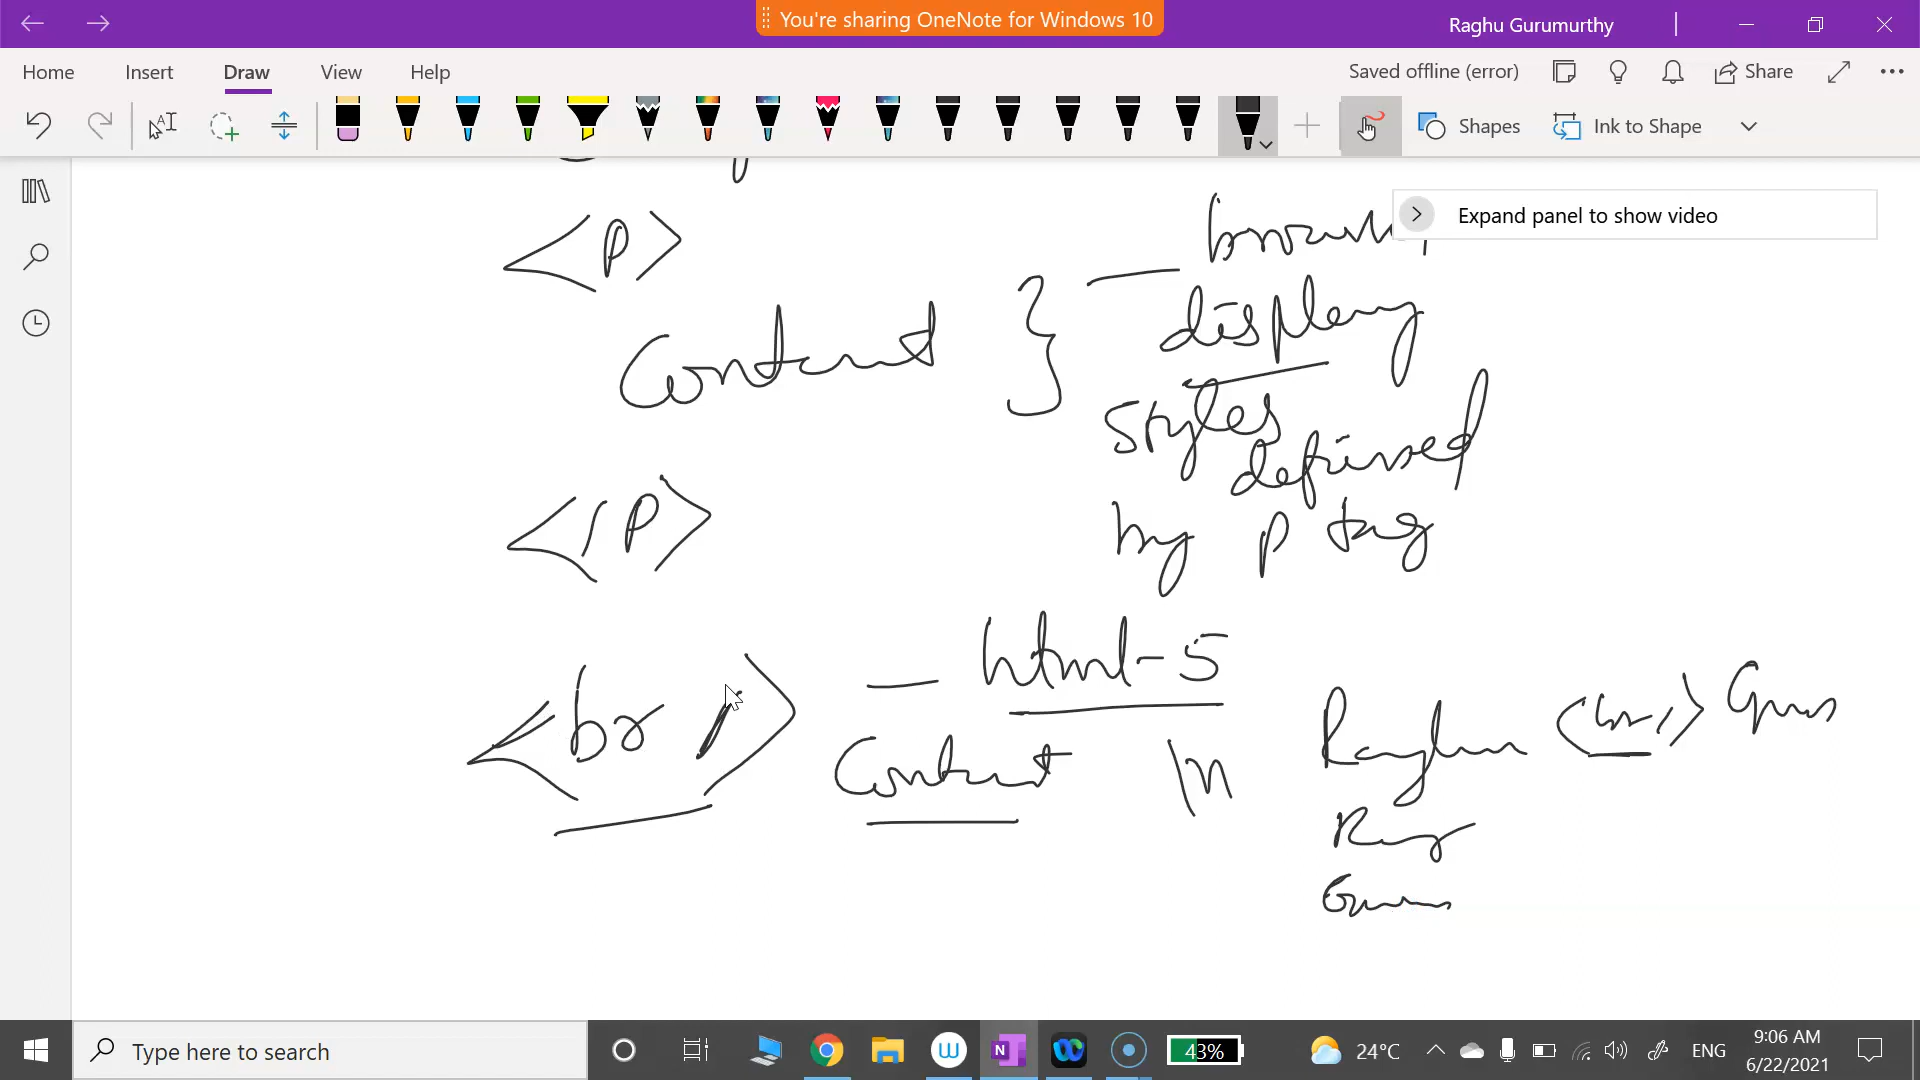 You're sharing OneNote for Windows 10
Raghu Gurumurthy
Home Insert Draw View Help
Saved offline (error) Share
Shapes Ink to Shape
Expand panel to show video
<P>
display
Content }
styles
defined
</P>
by P tag
<br /> — html-5
Content \n
Raghu <br/> Guru
Guru
Type here to search
43%
24°C
ENG
9:06 AM
6/22/2021